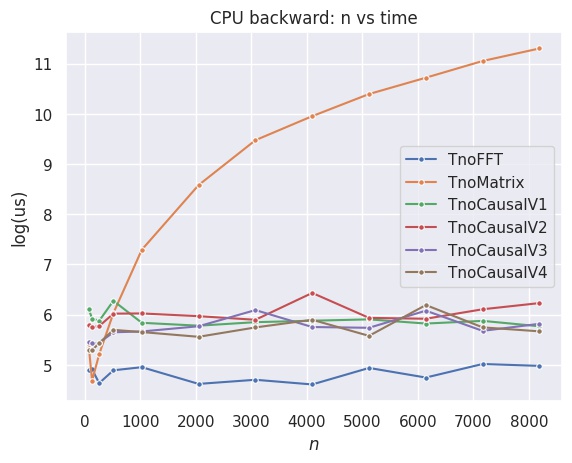 CPU backward: n vs time
log(us)
11
10
9
8
7
6
5
TnoFFT
TnoMatrix
TnoCausalV1
TnoCausalV2
TnoCausalV3
TnoCausalV4
0 1000 2000 3000 4000 5000 6000 7000 8000
n